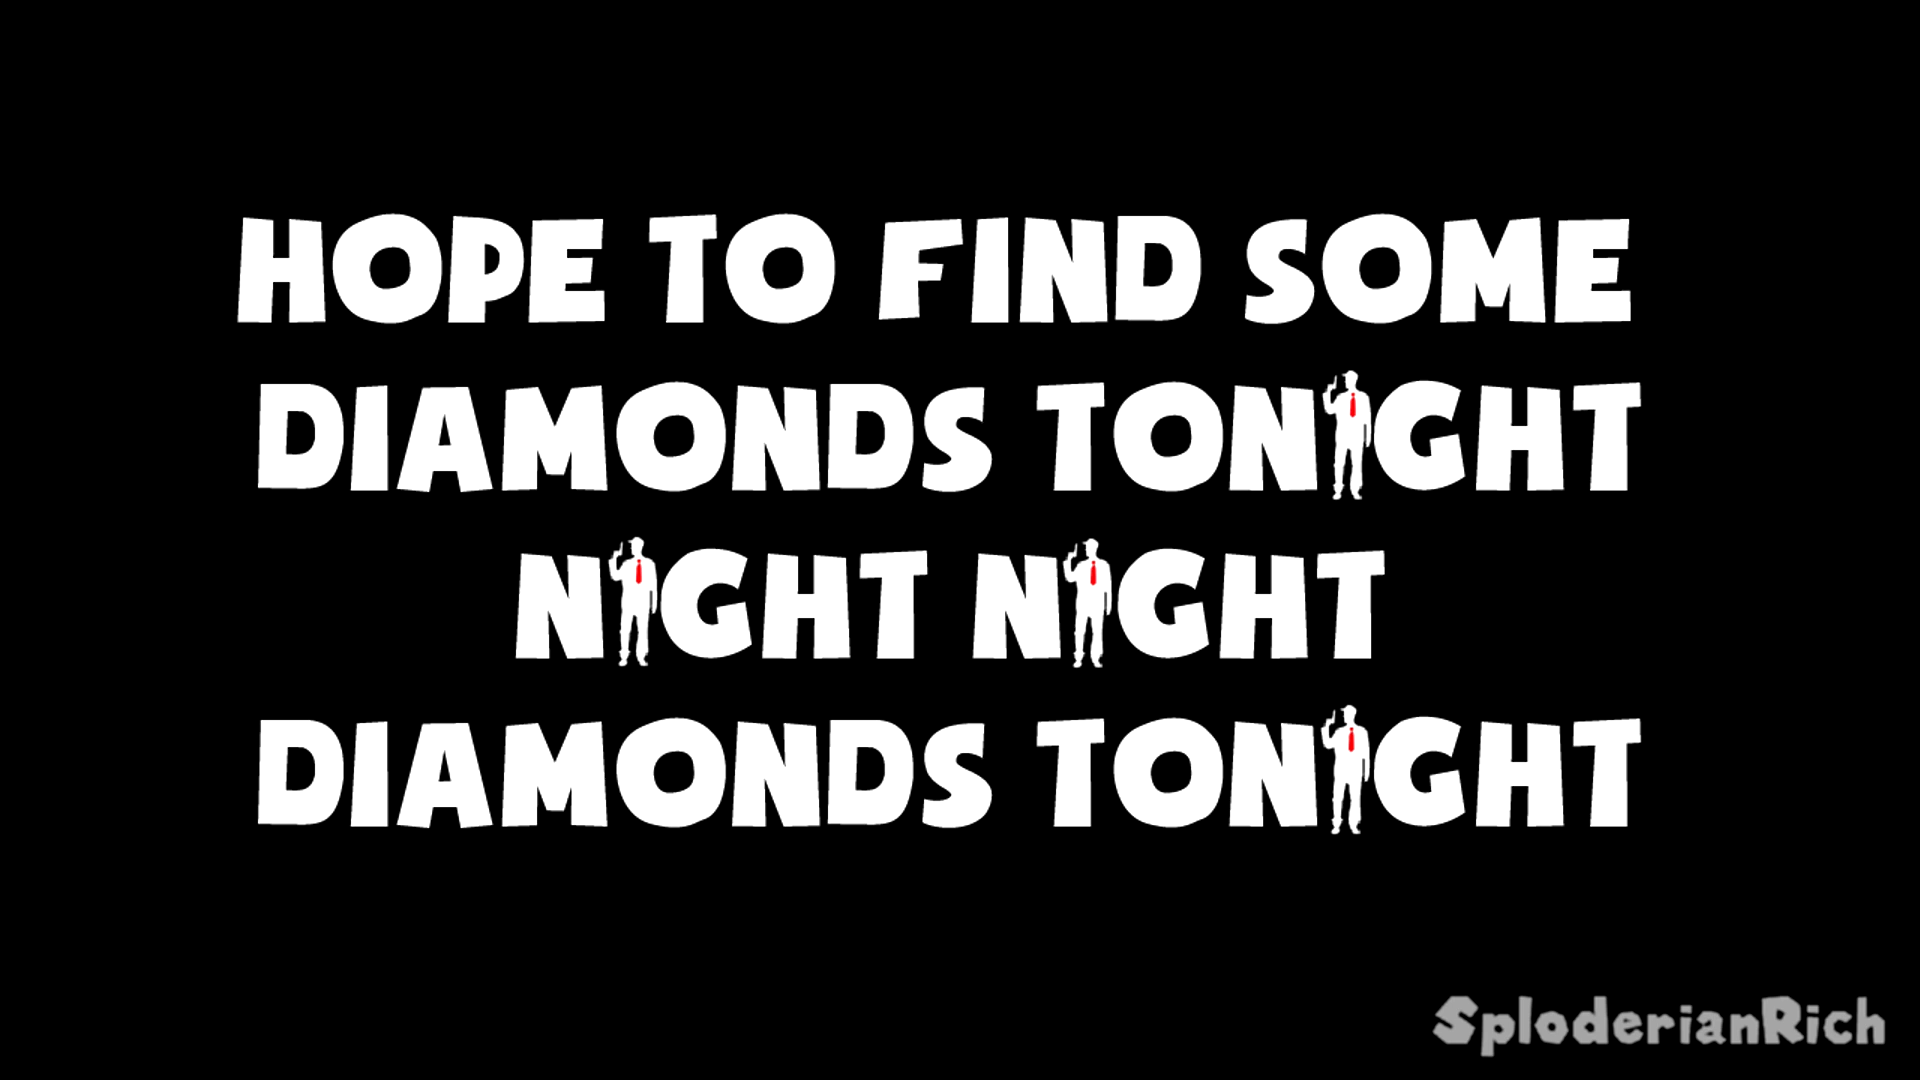 HOPE TO FIND SOME
DIAMONDS TONIGHT
NIGHT NIGHT
DIAMONDS TONIGHT
SploderianRich